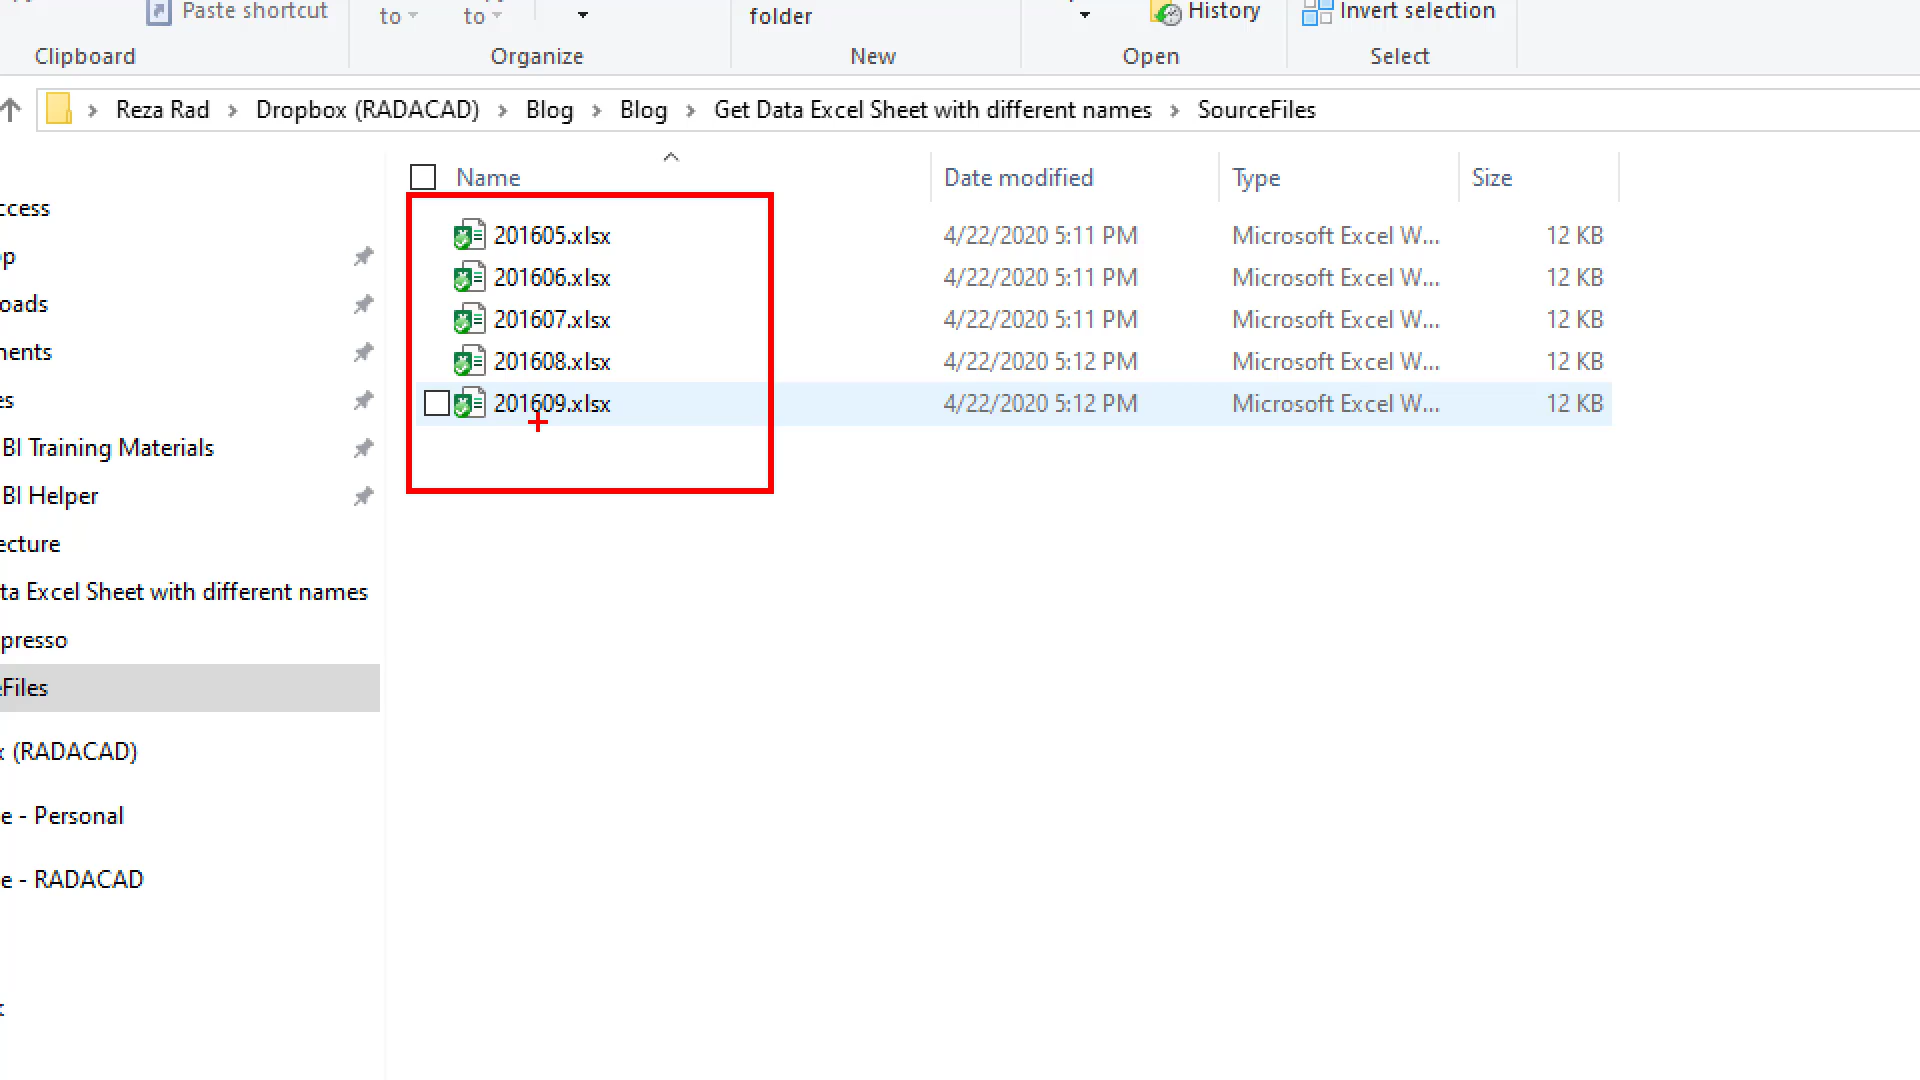 Paste shortcut
to
to
folder
History
Invert selection
Clipboard
Organize
New
Open
Select
Reza Rad > Dropbox (RADACAD) > Blog > Blog > Get Data Excel Sheet with different names > SourceFiles
Name Date modified Type Size
201605.xlsx 4/22/2020 5:11 PM Microsoft Excel W... 12 KB
201606.xlsx 4/22/2020 5:11 PM Microsoft Excel W... 12 KB
201607.xlsx 4/22/2020 5:11 PM Microsoft Excel W... 12 KB
201608.xlsx 4/22/2020 5:12 PM Microsoft Excel W... 12 KB
201609.xlsx 4/22/2020 5:12 PM Microsoft Excel W... 12 KB
ccess
op
oads
nents
es
BI Training Materials
BI Helper
ecture
ta Excel Sheet with different names
presso
eFiles
x (RADACAD)
e - Personal
e - RADACAD